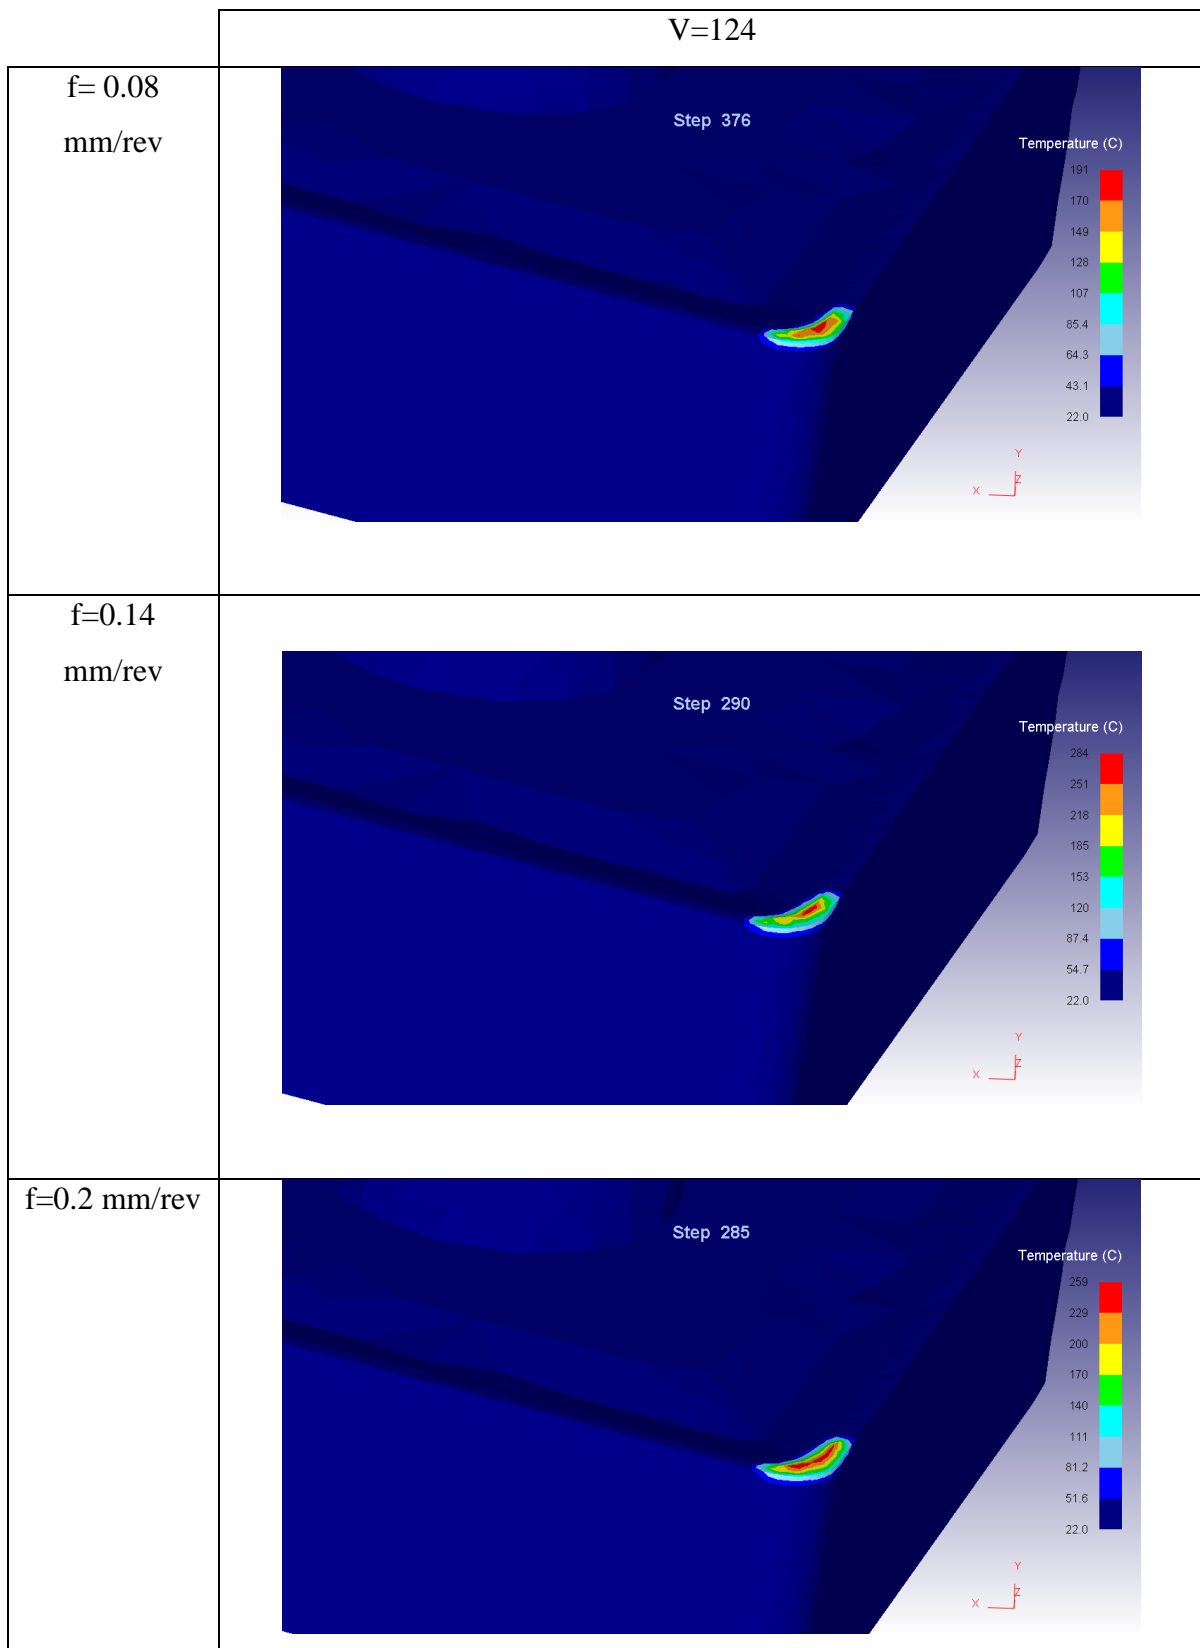 V=124
f= 0.08
mm/rev
Step 376
Temperature (C)
191
170
149
128
107
85.4
64.3
43.1
22.0
Y
Z
X
f=0.14
mm/rev
Step 290
Temperature (C)
284
251
218
185
153
120
87.4
54.7
22.0
Y
Z
X
f=0.2 mm/rev
Step 285
Temperature (C)
259
229
200
170
140
111
81.2
51.6
22.0
Y
Z
X